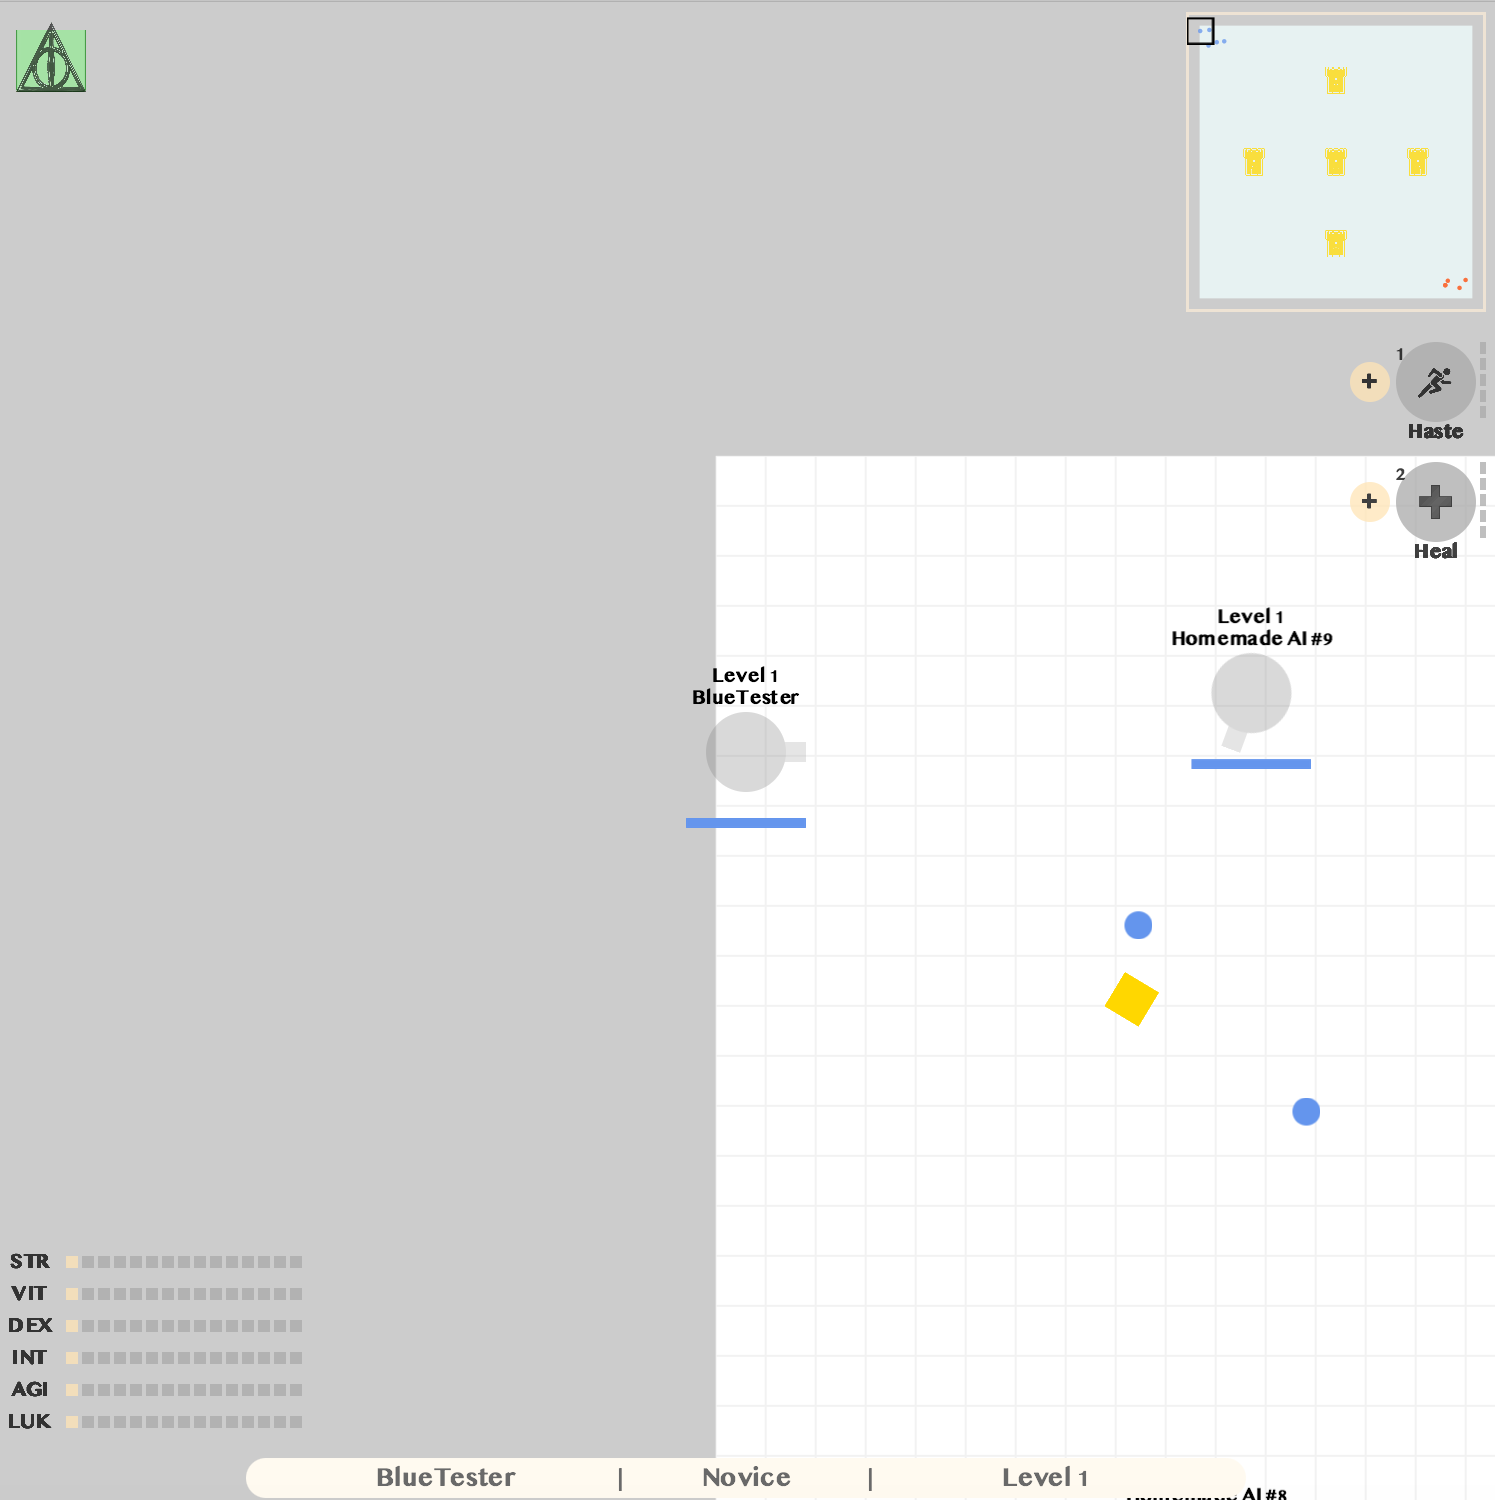 1
Haste
2
Heal
Level 1
Homemade AI #9
Level 1
BlueTester
STR
VIT
DEX
INT
AGI
LUK
BlueTester | Novice | Level 1
Homemade AI #8